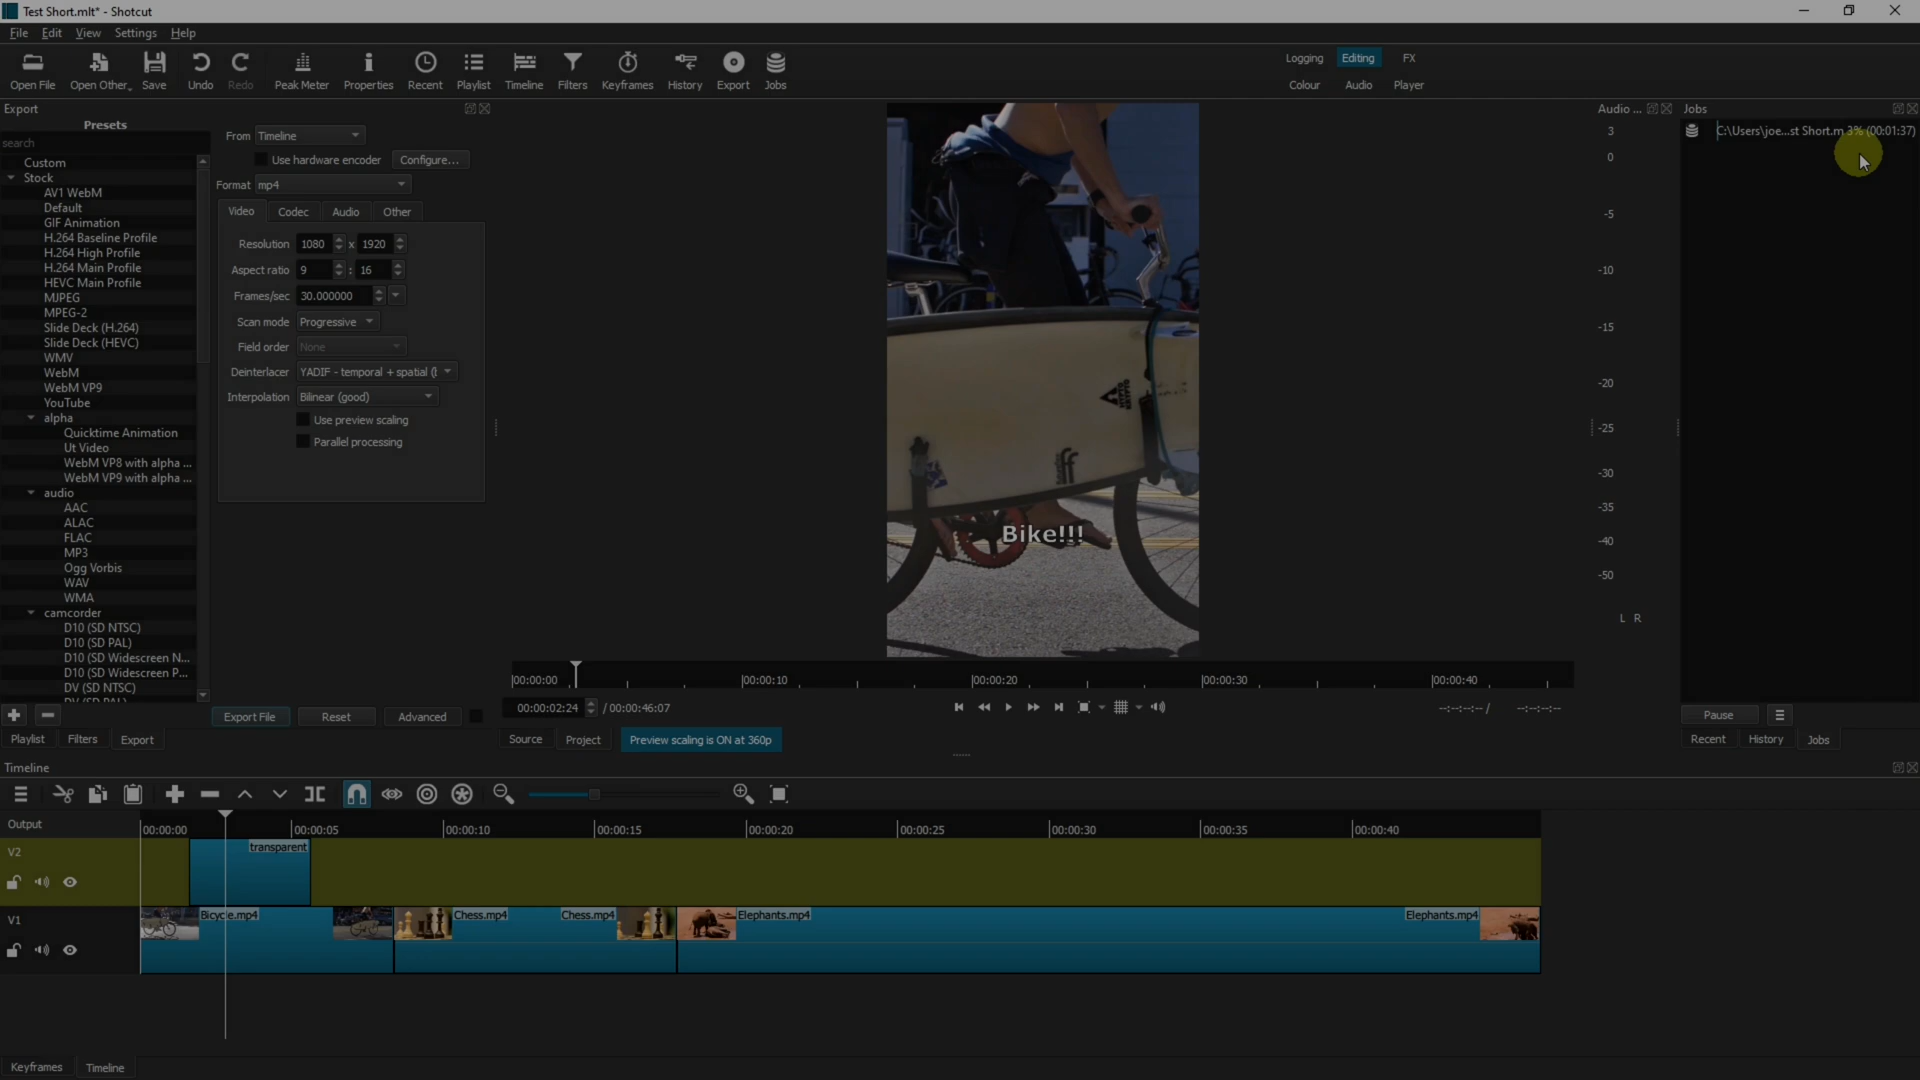 Test Short.mlt* - Shotcut
File Edit View Settings Help
Open File Open Other... Save Undo Redo Peak Meter Properties Recent Playlist Timeline Filters Keyframes History Export Jobs
Logging Editing FX
Colour Audio Player
Export
Presets
search
Custom
Stock
AV1 WebM
Default
GIF Animation
H.264 Baseline Profile
H.264 High Profile
H.264 Main Profile
HEVC Main Profile
MJPEG
MPEG-2
Slide Deck (H.264)
Slide Deck (HEVC)
WMV
WebM
WebM VP9
YouTube
alpha
Quicktime Animation
Ut Video
WebM VP8 with alpha ...
WebM VP9 with alpha ...
audio
AAC
ALAC
FLAC
MP3
Ogg Vorbis
WAV
WMA
camcorder
D10 (SD NTSC)
D10 (SD PAL)
D10 (SD Widescreen N...
D10 (SD Widescreen P...
DV (SD NTSC)
DV (SD PAL)
From Timeline
Use hardware encoder Configure...
Format mp4
Video Codec Audio Other
Resolution 1080 x 1920
Aspect ratio 9 : 16
Frames/sec 30.000000
Scan mode Progressive
Field order None
Deinterlacer YADIF - temporal + spatial (
Interpolation Bilinear (good)
Use preview scaling
Parallel processing
Export File Reset Advanced
Playlist Filters Export
Bike!!!
00:00:00 00:00:10 00:00:20 00:00:30 00:00:40
00:00:02:24 / 00:00:46:07
--:--:--:-- / --:--:--:--
Source Project Preview scaling is ON at 360p
Audio ...
3
0
-5
-10
-15
-20
-25
-30
-35
-40
-50
L R
Jobs
C:\Users\joe...st Short.m 3% (00:01:37)
Pause
Recent History Jobs
Timeline
Output
00:00:00 00:00:05 00:00:10 00:00:15 00:00:20 00:00:25 00:00:30 00:00:35 00:00:40
V2
transparent
V1
Bicycle.mp4 Chess.mp4 Chess.mp4 Elephants.mp4 Elephants.mp4
Keyframes Timeline